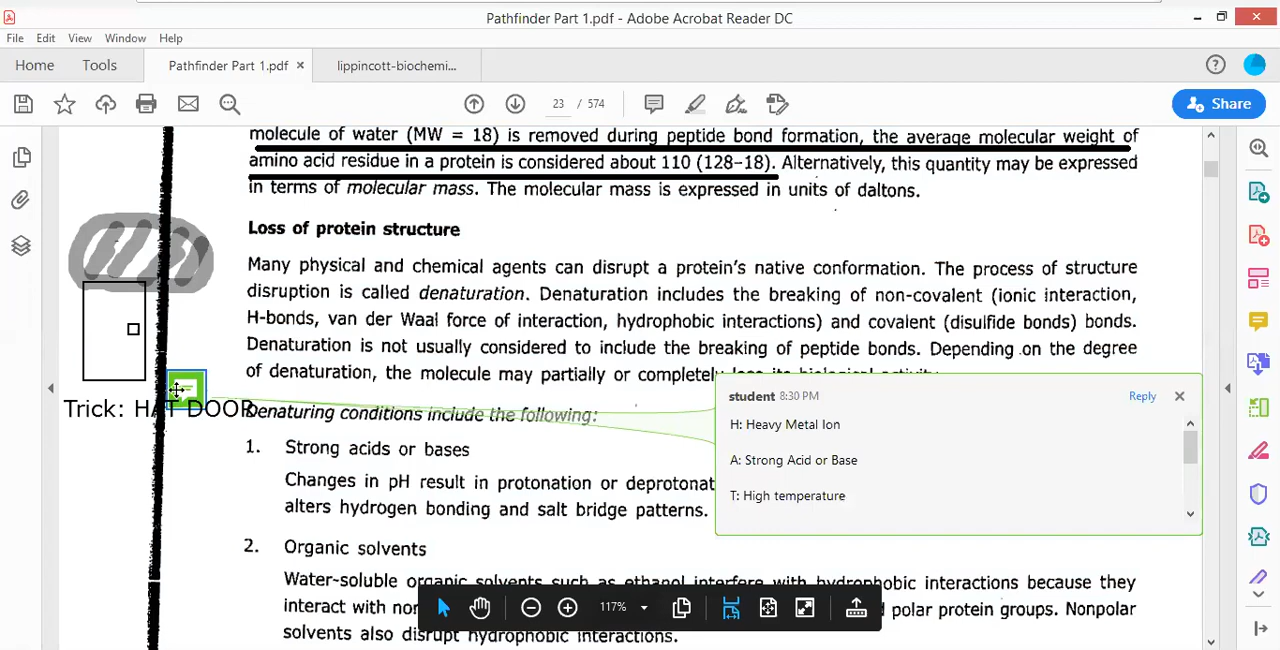 Pathfinder Part 1.pdf - Adobe Acrobat Reader DC
File Edit View Window Help
Home Tools Pathfinder Part 1.pdf × lippincott-biochemi...
23 / 574 Share
molecule of water (MW = 18) is removed during peptide bond formation, the average molecular weight of
amino acid residue in a protein is considered about 110 (128–18). Alternatively, this quantity may be expressed
in terms of molecular mass. The molecular mass is expressed in units of daltons.
Loss of protein structure
Many physical and chemical agents can disrupt a protein's native conformation. The process of structure
disruption is called denaturation. Denaturation includes the breaking of non-covalent (ionic interaction,
H-bonds, van der Waal force of interaction, hydrophobic interactions) and covalent (disulfide bonds) bonds.
Denaturation is not usually considered to include the breaking of peptide bonds. Depending on the degree
of denaturation, the molecule may partially or completely loss its biological activity.
Trick: HAT DOOR
Denaturing conditions include the following:
1. Strong acids or bases
Changes in pH result in protonation or deprotonat
alters hydrogen bonding and salt bridge patterns.
student 8:30 PM Reply
H: Heavy Metal Ion
A: Strong Acid or Base
T: High temperature
2. Organic solvents
Water-soluble organic solvents such as ethanol interfere with hydrophobic interactions because they
interact with nor polar protein groups. Nonpolar
solvents also disrupt hydrophobic interactions.
117%